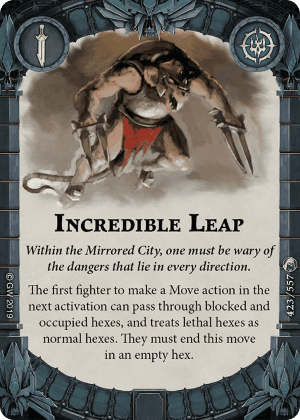 INCREDIBLE LEAP
Within the Mirrored City, one must be wary of
the dangers that lie in every direction.
The first fighter to make a Move action in the
next activation can pass through blocked and
occupied hexes, and treats lethal hexes as
normal hexes. They must end this move
in an empty hex.
© GW 2019
423/557